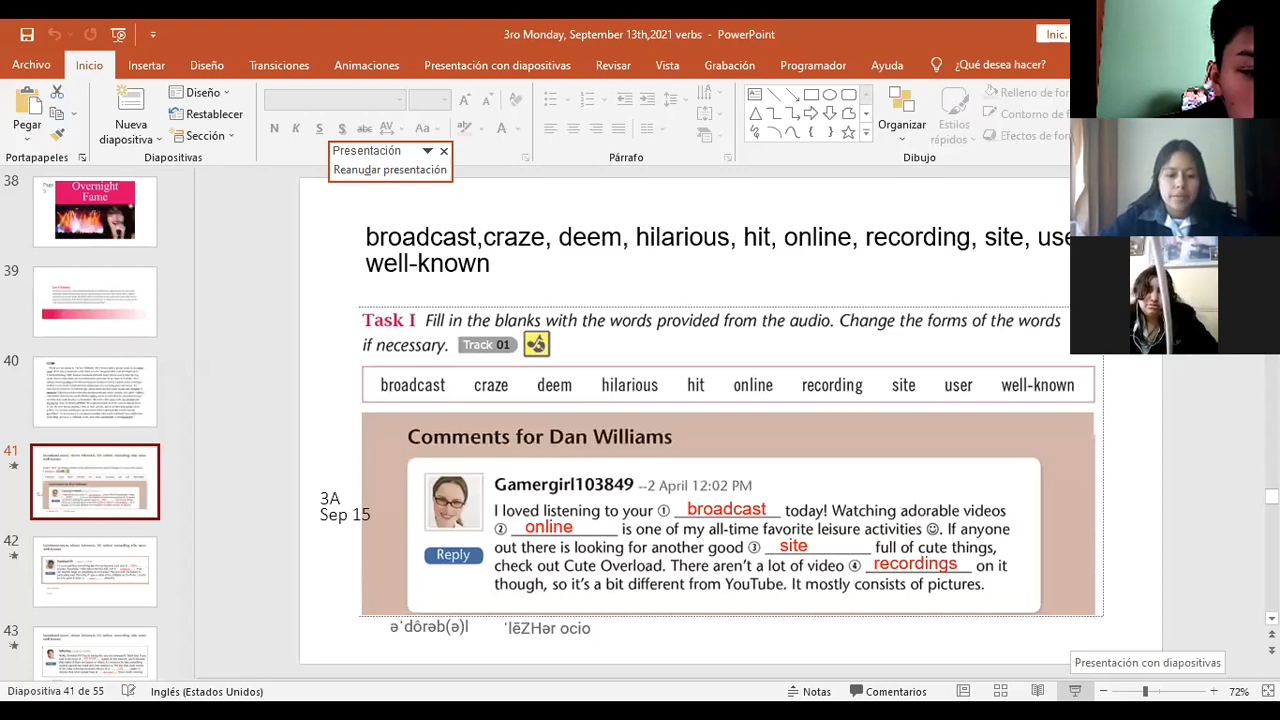 3ro Monday, September 13th,2021 verbs - PowerPoint
Inic.
Archivo Inicio Insertar Diseño Transiciones Animaciones Presentación con diapositivas Revisar Vista Grabación Programador Ayuda ¿Qué desea hacer?
Pegar
Nueva diapositiva
Diseño
Restablecer
Sección
N K S S abc AV Aa
Organizar
Estilos rápidos
Relleno de for
Contorno de f
Efectos de for
Portapapeles Diapositivas Párrafo Dibujo
Presentación
Reanudar presentación
38
Overnight
Fame
39
40
41
42
43
broadcast,craze, deem, hilarious, hit, online, recording, site, use
well-known
Task I Fill in the blanks with the words provided from the audio. Change the forms of the words
if necessary. Track 01
broadcast craze deem hilarious hit online recording site user well-known
Comments for Dan Williams
Gamergirl103849 --2 April 12:02 PM
I loved listening to your ① broadcast today! Watching adorable videos
② online is one of my all-time favorite leisure activities ☺. If anyone
out there is looking for another good ③ site full of cute things,
check out Cute Overload. There aren't a lot of video ④ recordings on it
though, so it's a bit different from YouTube. It mostly consists of pictures.
Reply
3A
Sep 15
əˈdôrəb(ə)l ˈlēZHər ocio
Presentación con diapositivas
Diapositiva 41 de 55 Inglés (Estados Unidos) Notas Comentarios 72%